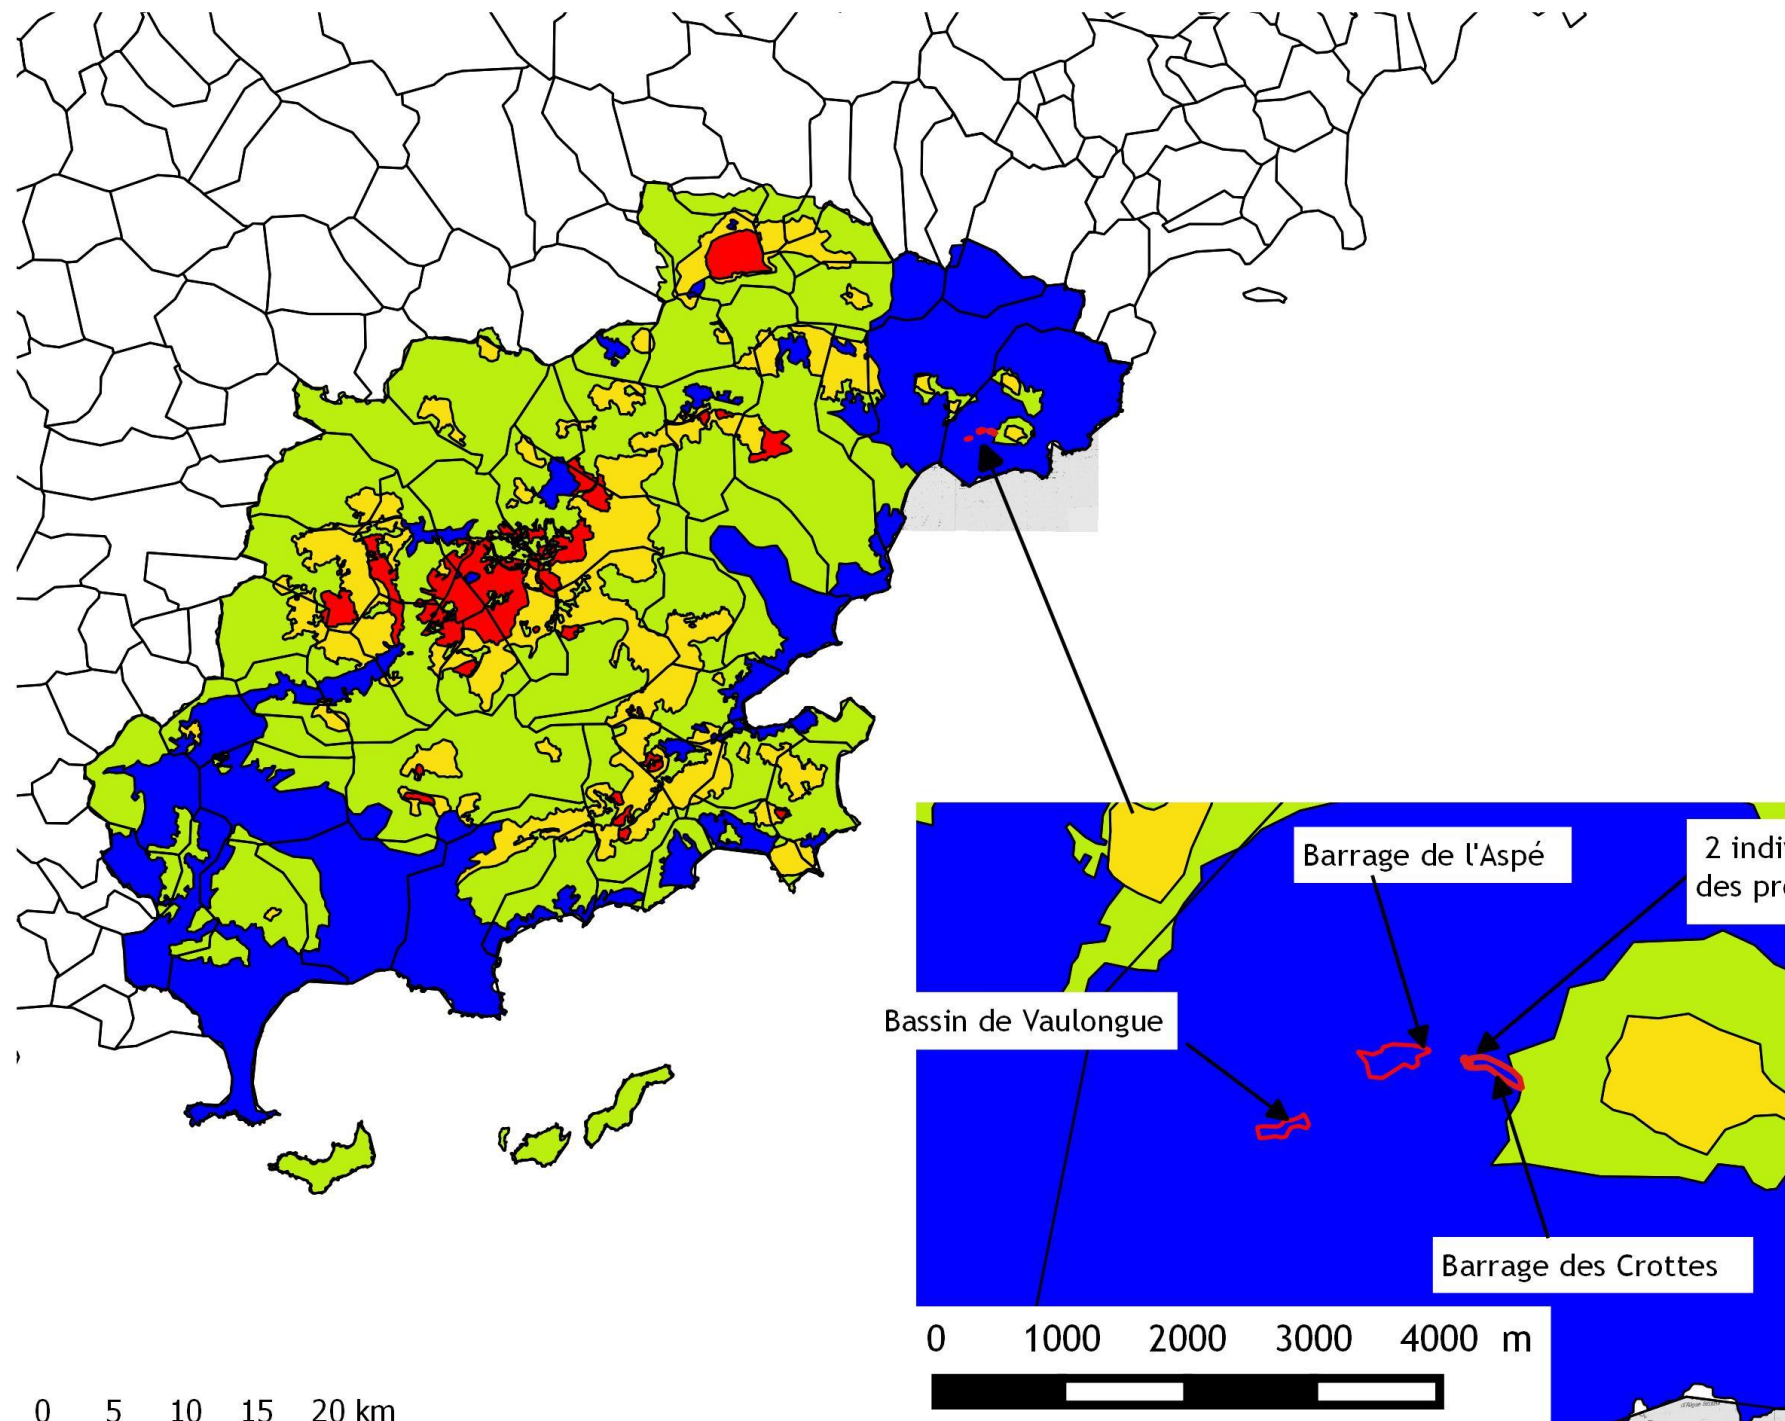 Barrage de l'Aspé
2 indi
des pr
Bassin de Vaulongue
Barrage des Crottes
0 1000 2000 3000 4000 m
0 5 10 15 20 km